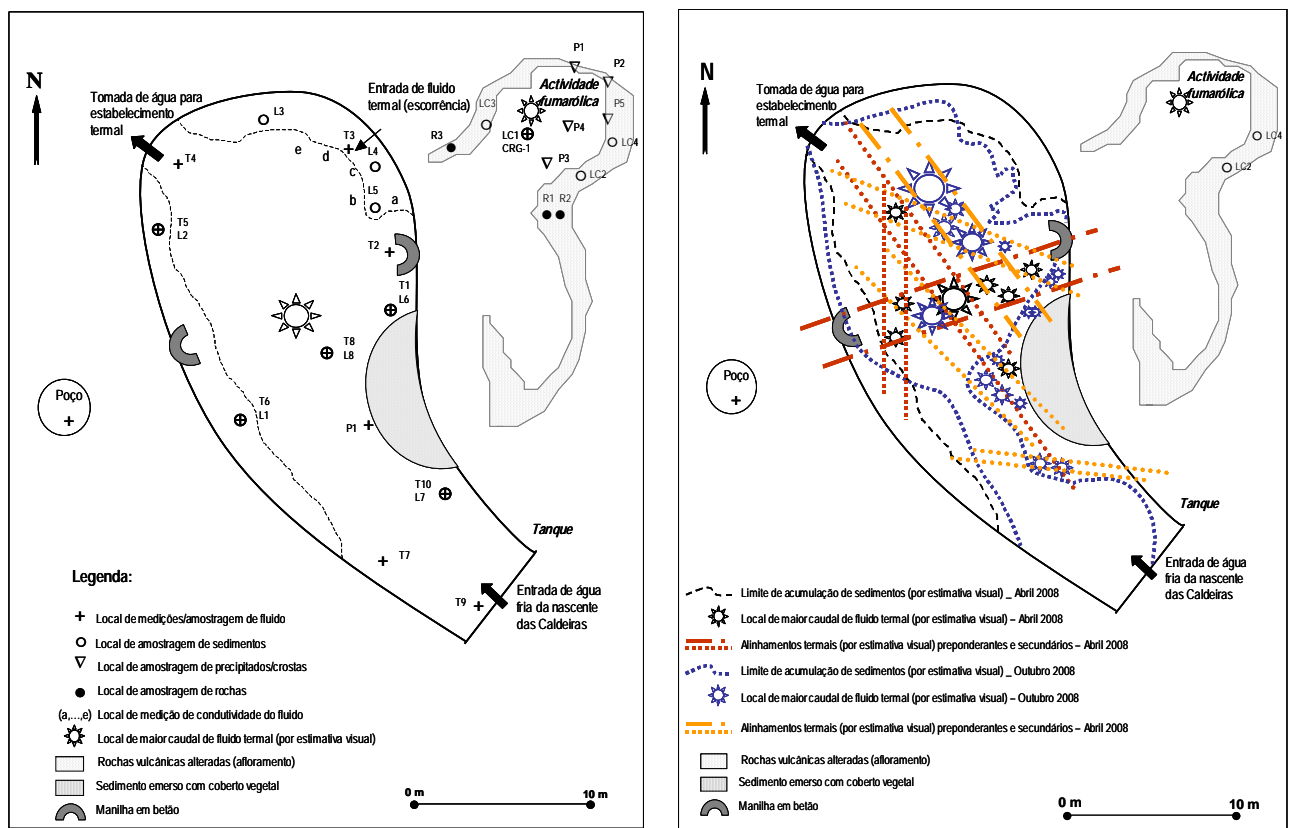 N
Tomada de água para
estabelecimento
termal
Entrada de fluido
termal (escorrência)
Actividade
fumarólica
P1
P2
P5
P4
P3
LC3
LC1
CRG-1
LC4
LC2
R3
R1
R2
L3
T3
L4
e
d
c
L5
b
a
T4
T5
L2
T2
T1
L6
T8
L8
Poço
T6
L1
P1
T10
L7
Tanque
T7
T9
Entrada de água
fria da nascente
das Caldeiras
Legenda:
Local de medições/amostragem de fluido
Local de amostragem de sedimentos
Local de amostragem de precipitados/crostas
Local de amostragem de rochas
(a,...,e) Local de medição de condutividade do fluido
Local de maior caudal de fluido termal (por estimativa visual)
Rochas vulcânicas alteradas (afloramento)
Sedimento emerso com coberto vegetal
Manilha em betão
0 m
10 m
N
Tomada de água para
estabelecimento
termal
Actividade
fumarólica
LC4
LC2
Poço
Tanque
Entrada de água
fria da nascente
das Caldeiras
Limite de acumulação de sedimentos (por estimativa visual) _ Abril 2008
Local de maior caudal de fluido termal (por estimativa visual) – Abril 2008
Alinhamentos termais (por estimativa visual) preponderantes e secundários – Abril 2008
Limite de acumulação de sedimentos (por estimativa visual) _ Outubro 2008
Local de maior caudal de fluido termal (por estimativa visual) – Outubro 2008
Alinhamentos termais (por estimativa visual) preponderantes e secundários – Abril 2008
Rochas vulcânicas alteradas (afloramento)
Sedimento emerso com coberto vegetal
Manilha em betão
0 m
10 m